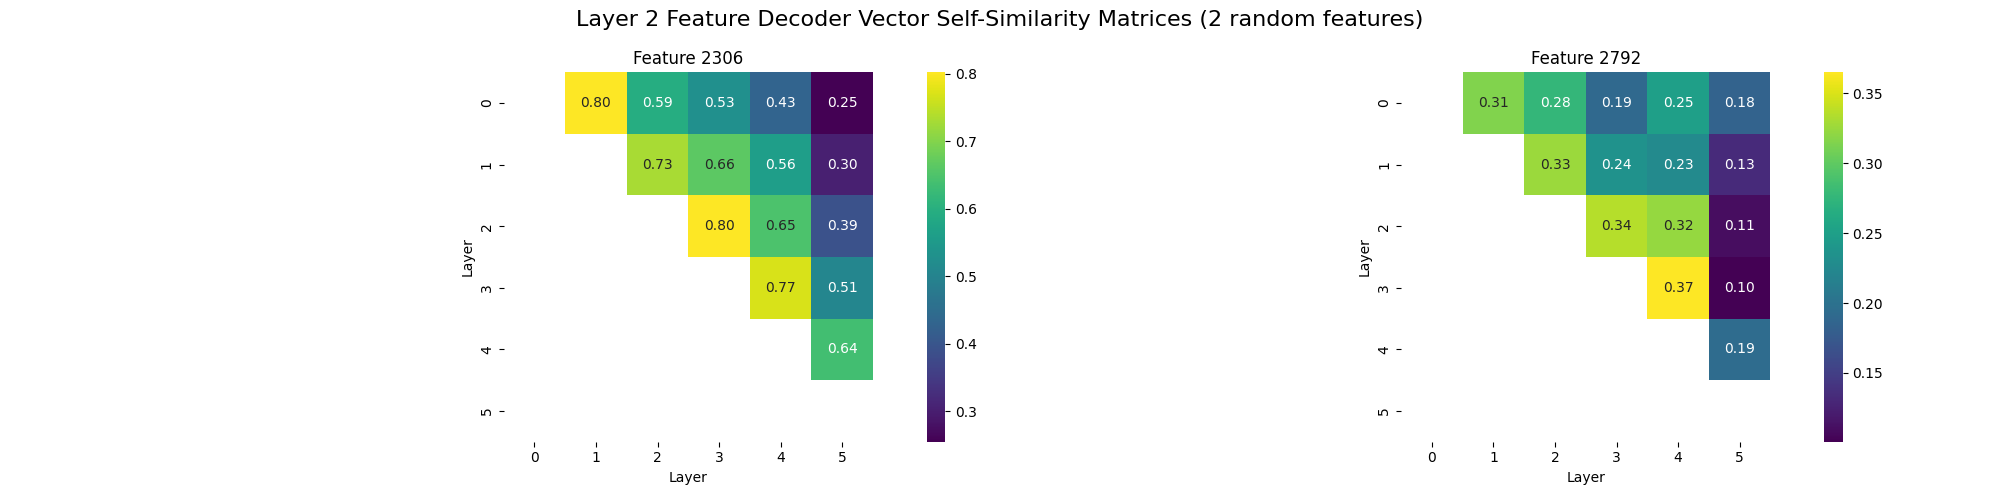 Layer 2 Feature Decoder Vector Self-Similarity Matrices (2 random features)
Feature 2306
0 0.80 0.59 0.53 0.43 0.25
1 0.73 0.66 0.56 0.30
2 0.80 0.65 0.39
3 0.77 0.51
4 0.64
5
0 1 2 3 4 5
Layer
Layer
0.8
0.7
0.6
0.5
0.4
0.3
Feature 2792
0 0.31 0.28 0.19 0.25 0.18
1 0.33 0.24 0.23 0.13
2 0.34 0.32 0.11
3 0.37 0.10
4 0.19
5
0 1 2 3 4 5
Layer
Layer
0.35
0.30
0.25
0.20
0.15